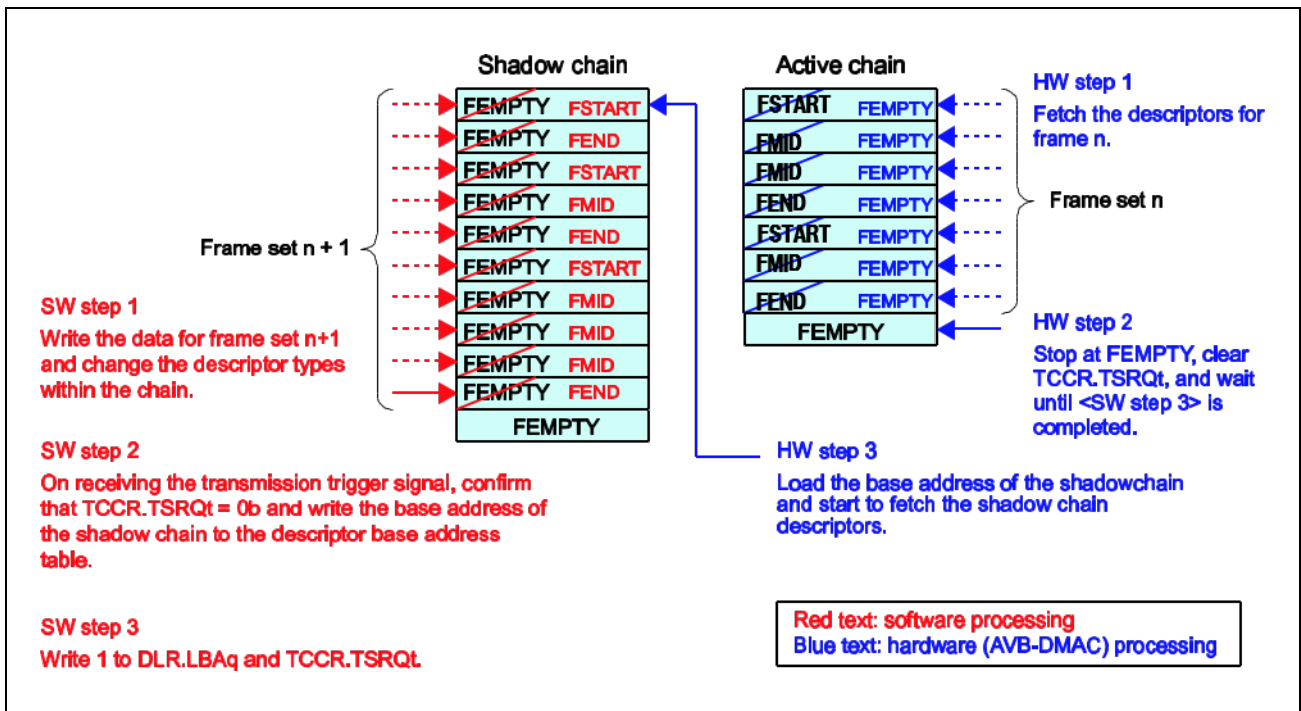 Shadow chain
Active chain
FEMPTY FSTART
FEMPTY FEND
FEMPTY FSTART
FEMPTY FMID
FEMPTY FEND
FEMPTY FSTART
FEMPTY FMID
FEMPTY FMID
FEMPTY FMID
FEMPTY FEND
FEMPTY
FSTART FEMPTY
FMID FEMPTY
FMID FEMPTY
FEND FEMPTY
FSTART FEMPTY
FMID FEMPTY
FEND FEMPTY
FEMPTY
Frame set n + 1
SW step 1
Write the data for frame set n+1
and change the descriptor types
within the chain.
SW step 2
On receiving the transmission trigger signal, confirm
that TCCR.TSRQt = 0b and write the base address of
the shadow chain to the descriptor base address
table.
SW step 3
Write 1 to DLR.LBAq and TCCR.TSRQt.
HW step 1
Fetch the descriptors for
frame n.
Frame set n
HW step 2
Stop at FEMPTY, clear
TCCR.TSRQt, and wait
until <SW step 3> is
completed.
HW step 3
Load the base address of the shadowchain
and start to fetch the shadow chain
descriptors.
Red text: software processing
Blue text: hardware (AVB-DMAC) processing